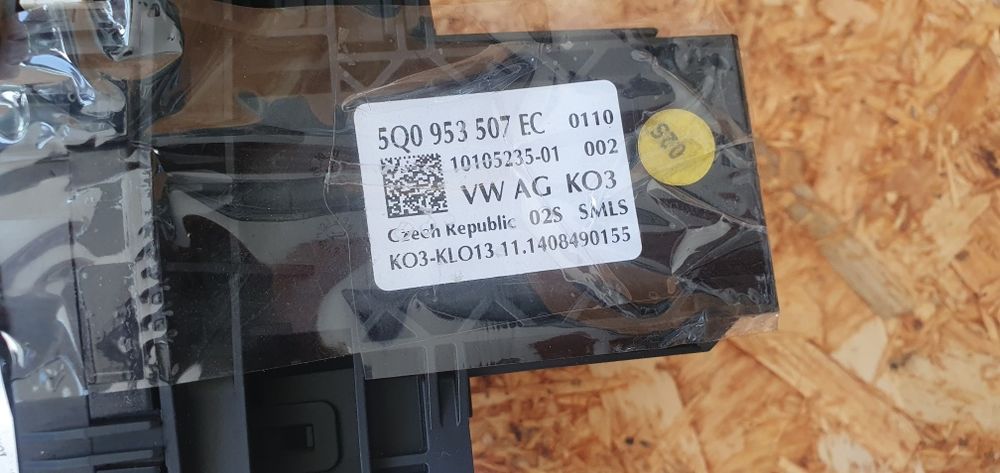 5Q0 953 507 EC 0110
10105235-01 002
VW AG KO3
Czech Republic 02S SMLS
KO3-KLO13 11.1408490155
02S